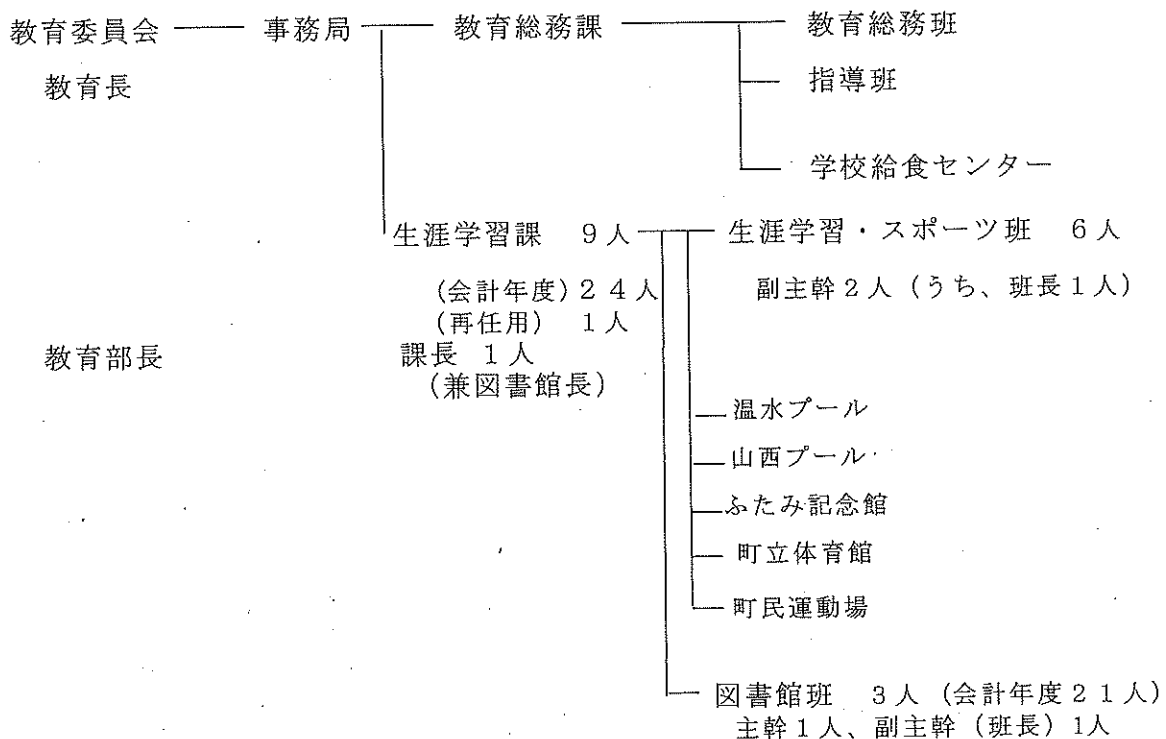 教育委員会 事務局 教育総務課 教育総務班
教育長 指導班
学校給食センター
生涯学習課 9人 生涯学習・スポーツ班 6人
(会計年度)24人 副主幹2人(うち、班長1人)
(再任用) 1人
教育部長 課長 1人
(兼図書館長)
温水プール
山西プール
ふたみ記念館
町立体育館
町民運動場
図書館班 3人 (会計年度21人)
主幹1人、副主幹(班長)1人